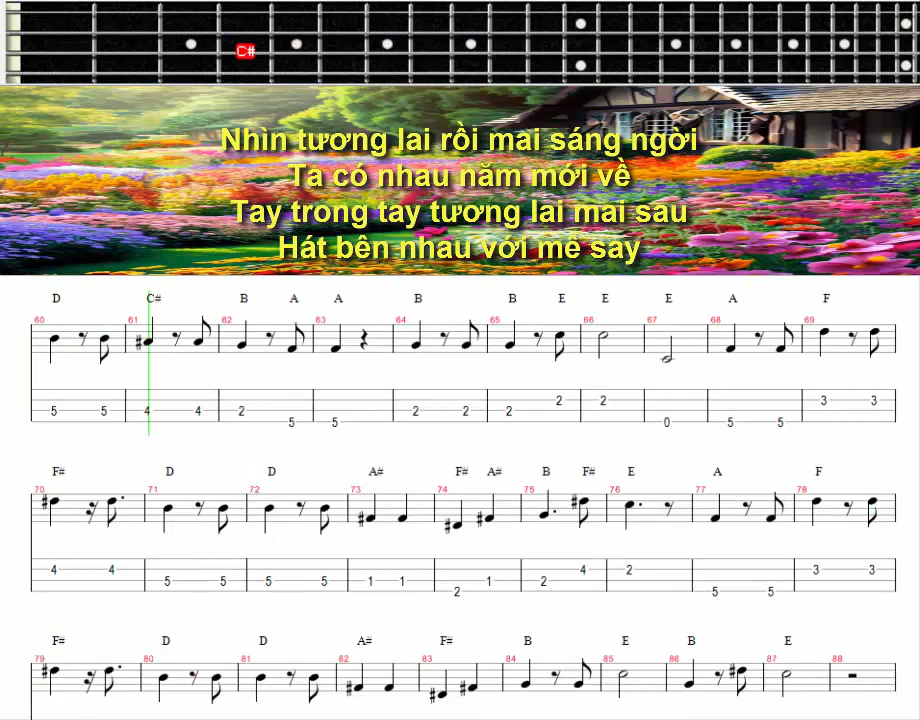 C#
Nhìn tương lai rồi mai sáng ngời
Ta có nhau năm mới về
Tay trong tay tương lai mai sau
Hát bên nhau với mê say
D C# B A A B B E E E A F
60 61 62 63 64 65 66 67 68 69
5 5 4 4 2 5 5 2 2 2 2 2 0 5 5 3 3
F# D D A# F# A# B F# E A F
70 71 72 73 74 75 76 77 78
4 4 5 5 5 5 1 1 2 1 2 4 2 5 5 3 3
F# D D A# F# B E B E
79 80 81 82 83 84 85 86 87 88